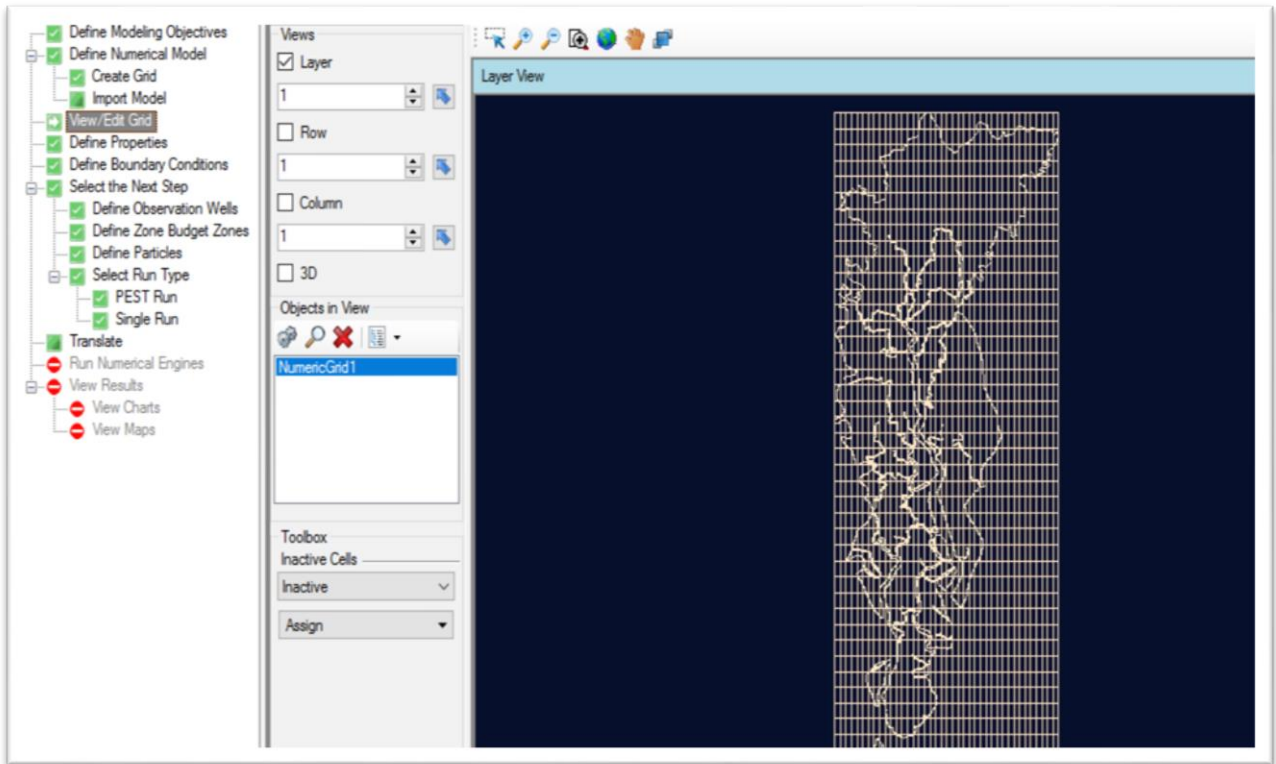 Define Modeling Objectives
Define Numerical Model
Create Grid
Import Model
View/Edit Grid
Define Properties
Define Boundary Conditions
Select the Next Step
Define Observation Wells
Define Zone Budget Zones
Define Particles
Select Run Type
PEST Run
Single Run
Translate
Run Numerical Engines
View Results
View Charts
View Maps
Views
Layer
1
Row
1
Column
1
3D
Objects in View
NumericGrid1
Toolbox
Inactive Cells
Inactive
Assign
Layer View